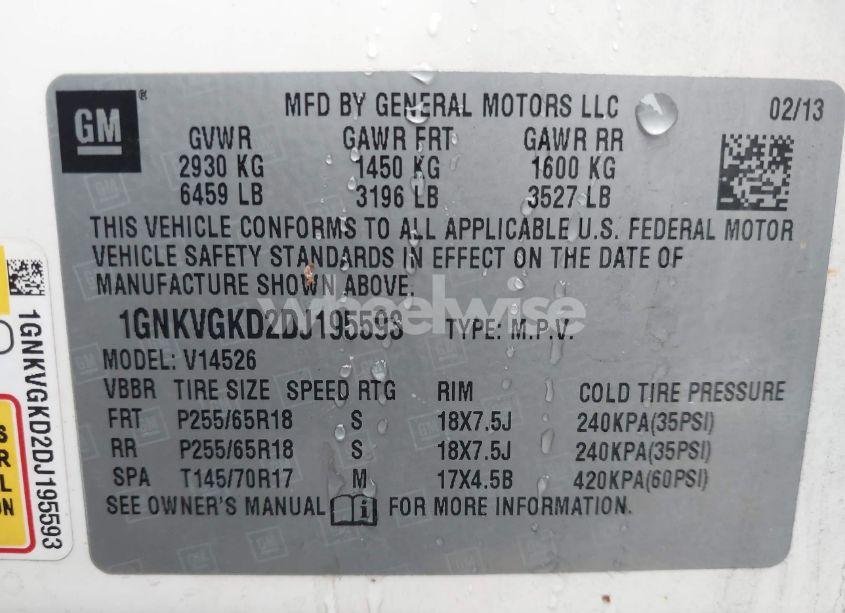 GM ®
MFD BY GENERAL MOTORS LLC 02/13
GVWR GAWR FRT GAWR RR
2930 KG 1450 KG 1600 KG
6459 LB 3196 LB 3527 LB
THIS VEHICLE CONFORMS TO ALL APPLICABLE U.S. FEDERAL MOTOR
VEHICLE SAFETY STANDARDS IN EFFECT ON THE DATE OF
MANUFACTURE SHOWN ABOVE.
wheelwise
1GNKVGKD2DJ195593 TYPE: M.P.V.
MODEL: V14526
VBBR TIRE SIZE SPEED RTG RIM COLD TIRE PRESSURE
FRT P255/65R18 S 18X7.5J 240KPA(35PSI)
RR P255/65R18 S 18X7.5J 240KPA(35PSI)
SPA T145/70R17 M 17X4.5B 420KPA(60PSI)
SEE OWNER'S MANUAL FOR MORE INFORMATION.
1GNKVGKD2DJ195593
S
R
L
ON